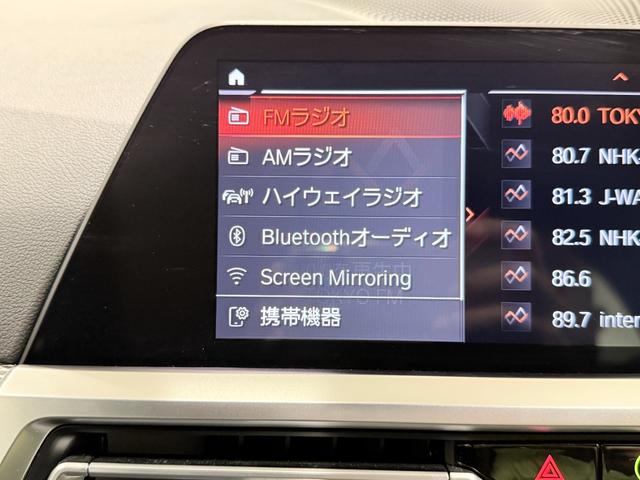 FMラジオ
AMラジオ
ハイウェイラジオ
Bluetoothオーディオ
Screen Mirroring
携帯機器
80.0 TOKY
80.7 NHK-
81.3 J-WA
82.5 NHK-
86.6
89.7 inter
TOKYO FM